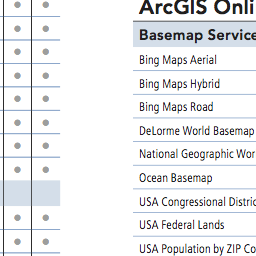 ArcGIS Onli
Basemap Service
Bing Maps Aerial
Bing Maps Hybrid
Bing Maps Road
DeLorme World Basemap
National Geographic Wor
Ocean Basemap
USA Congressional Distric
USA Federal Lands
USA Population by ZIP Co